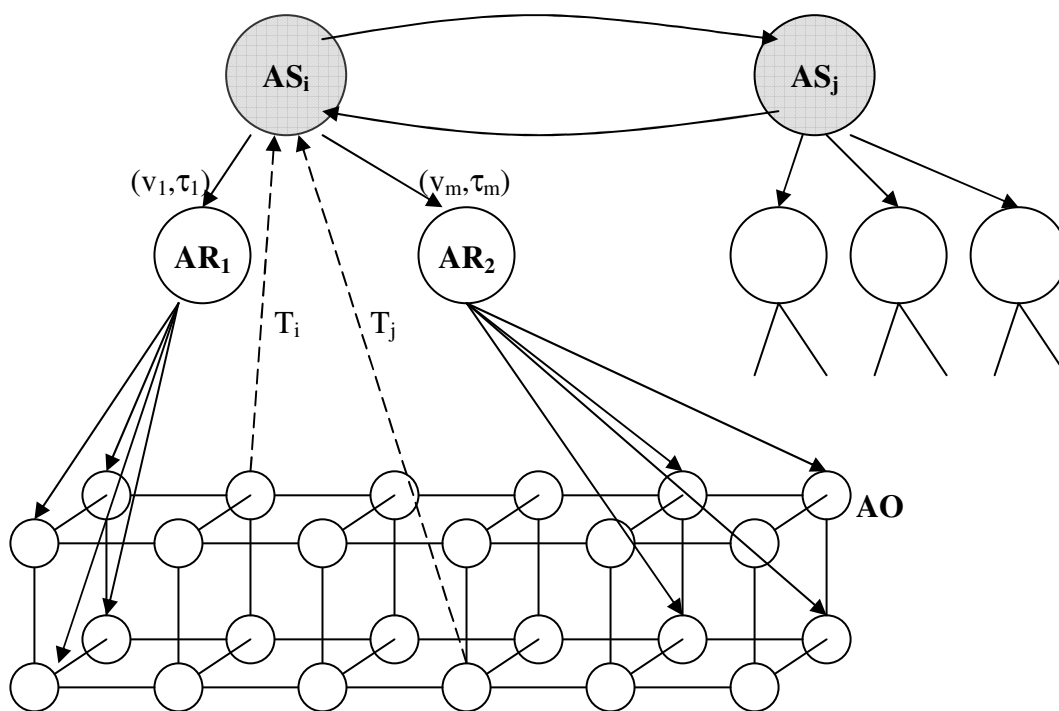 ASᵢ
ASⱼ
(v₁,τ₁)
(vₘ,τₘ)
AR₁
AR₂
Tᵢ
Tⱼ
AO